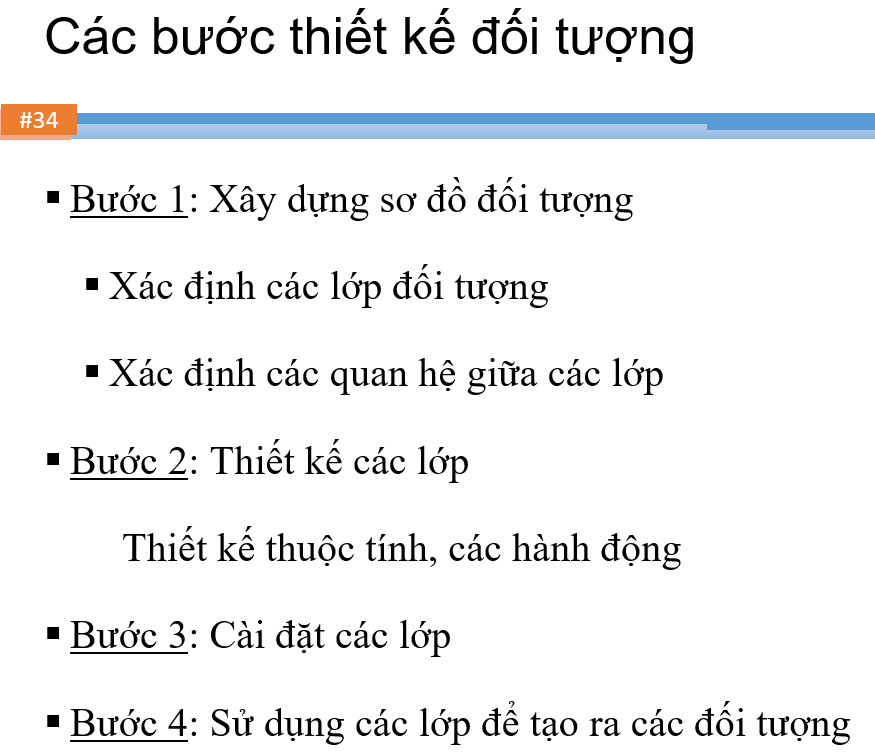 Các bước thiết kế đối tượng
#34
▪ Bước 1: Xây dựng sơ đồ đối tượng
▪ Xác định các lớp đối tượng
▪ Xác định các quan hệ giữa các lớp
▪ Bước 2: Thiết kế các lớp
Thiết kế thuộc tính, các hành động
▪ Bước 3: Cài đặt các lớp
▪ Bước 4: Sử dụng các lớp để tạo ra các đối tượng